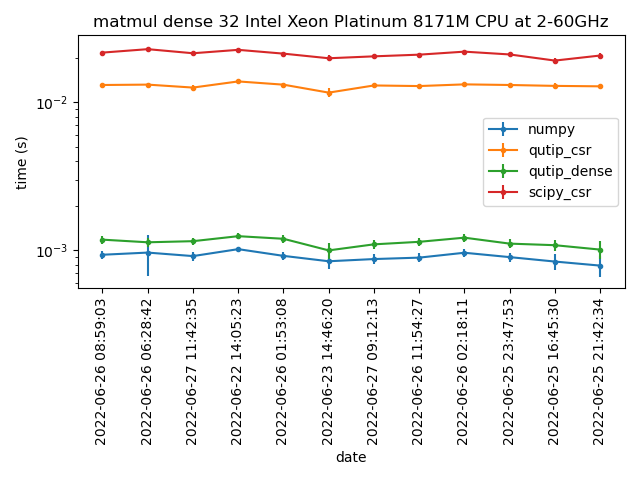 matmul dense 32 Intel Xeon Platinum 8171M CPU at 2-60GHz
time (s)
10⁻²
10⁻³
numpy
qutip_csr
qutip_dense
scipy_csr
2022-06-26 08:59:03
2022-06-26 06:28:42
2022-06-27 11:42:35
2022-06-22 14:05:23
2022-06-26 01:53:08
2022-06-23 14:46:20
2022-06-27 09:12:13
2022-06-26 11:54:27
2022-06-26 02:18:11
2022-06-25 23:47:53
2022-06-25 16:45:30
2022-06-25 21:42:34
date